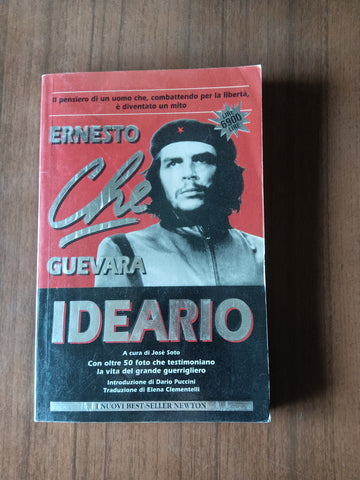 Il pensiero di un uomo che, combattendo per la libertà,
è diventato un mito
ERNESTO
Che
GUEVARA
6900
LIRE
IDEARIO
A cura di José Soto
Con oltre 50 foto che testimoniano
la vita del grande guerrigliero
Introduzione di Dario Puccini
Traduzione di Elena Clementelli
I NUOVI BEST-SELLER NEWTON